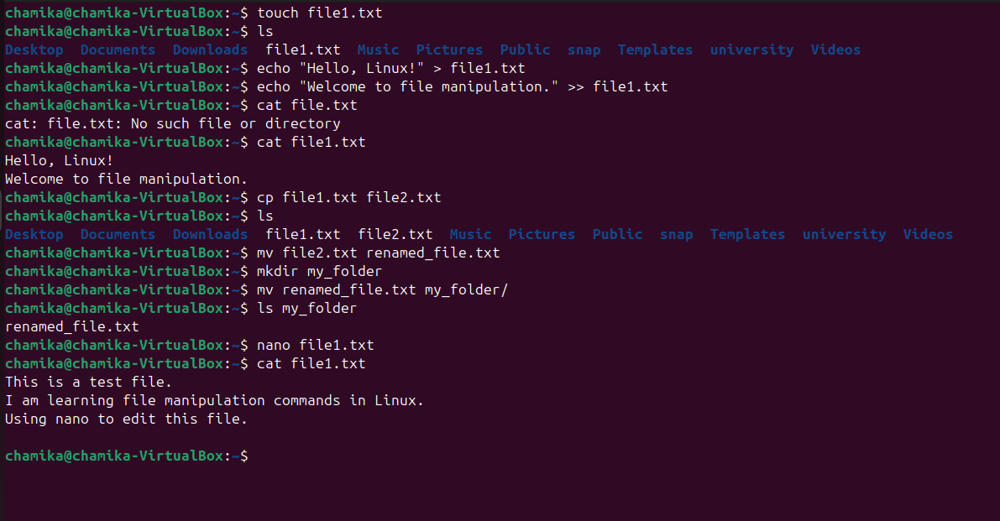 chamika@chamika-VirtualBox:~$ touch file1.txt
chamika@chamika-VirtualBox:~$ ls
Desktop  Documents  Downloads  file1.txt  Music  Pictures  Public  snap  Templates  university  Videos
chamika@chamika-VirtualBox:~$ echo "Hello, Linux!" > file1.txt
chamika@chamika-VirtualBox:~$ echo "Welcome to file manipulation." >> file1.txt
chamika@chamika-VirtualBox:~$ cat file.txt
cat: file.txt: No such file or directory
chamika@chamika-VirtualBox:~$ cat file1.txt
Hello, Linux!
Welcome to file manipulation.
chamika@chamika-VirtualBox:~$ cp file1.txt file2.txt
chamika@chamika-VirtualBox:~$ ls
Desktop  Documents  Downloads  file1.txt  file2.txt  Music  Pictures  Public  snap  Templates  university  Videos
chamika@chamika-VirtualBox:~$ mv file2.txt renamed_file.txt
chamika@chamika-VirtualBox:~$ mkdir my_folder
chamika@chamika-VirtualBox:~$ mv renamed_file.txt my_folder/
chamika@chamika-VirtualBox:~$ ls my_folder
renamed_file.txt
chamika@chamika-VirtualBox:~$ nano file1.txt
chamika@chamika-VirtualBox:~$ cat file1.txt
This is a test file.
I am learning file manipulation commands in Linux.
Using nano to edit this file.

chamika@chamika-VirtualBox:~$